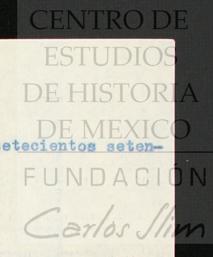 CENTRO DE
ESTUDIOS
DE HISTORIA
DE MEXICO
etecientos seten-
FUNDACIÓN
Carlos Slim